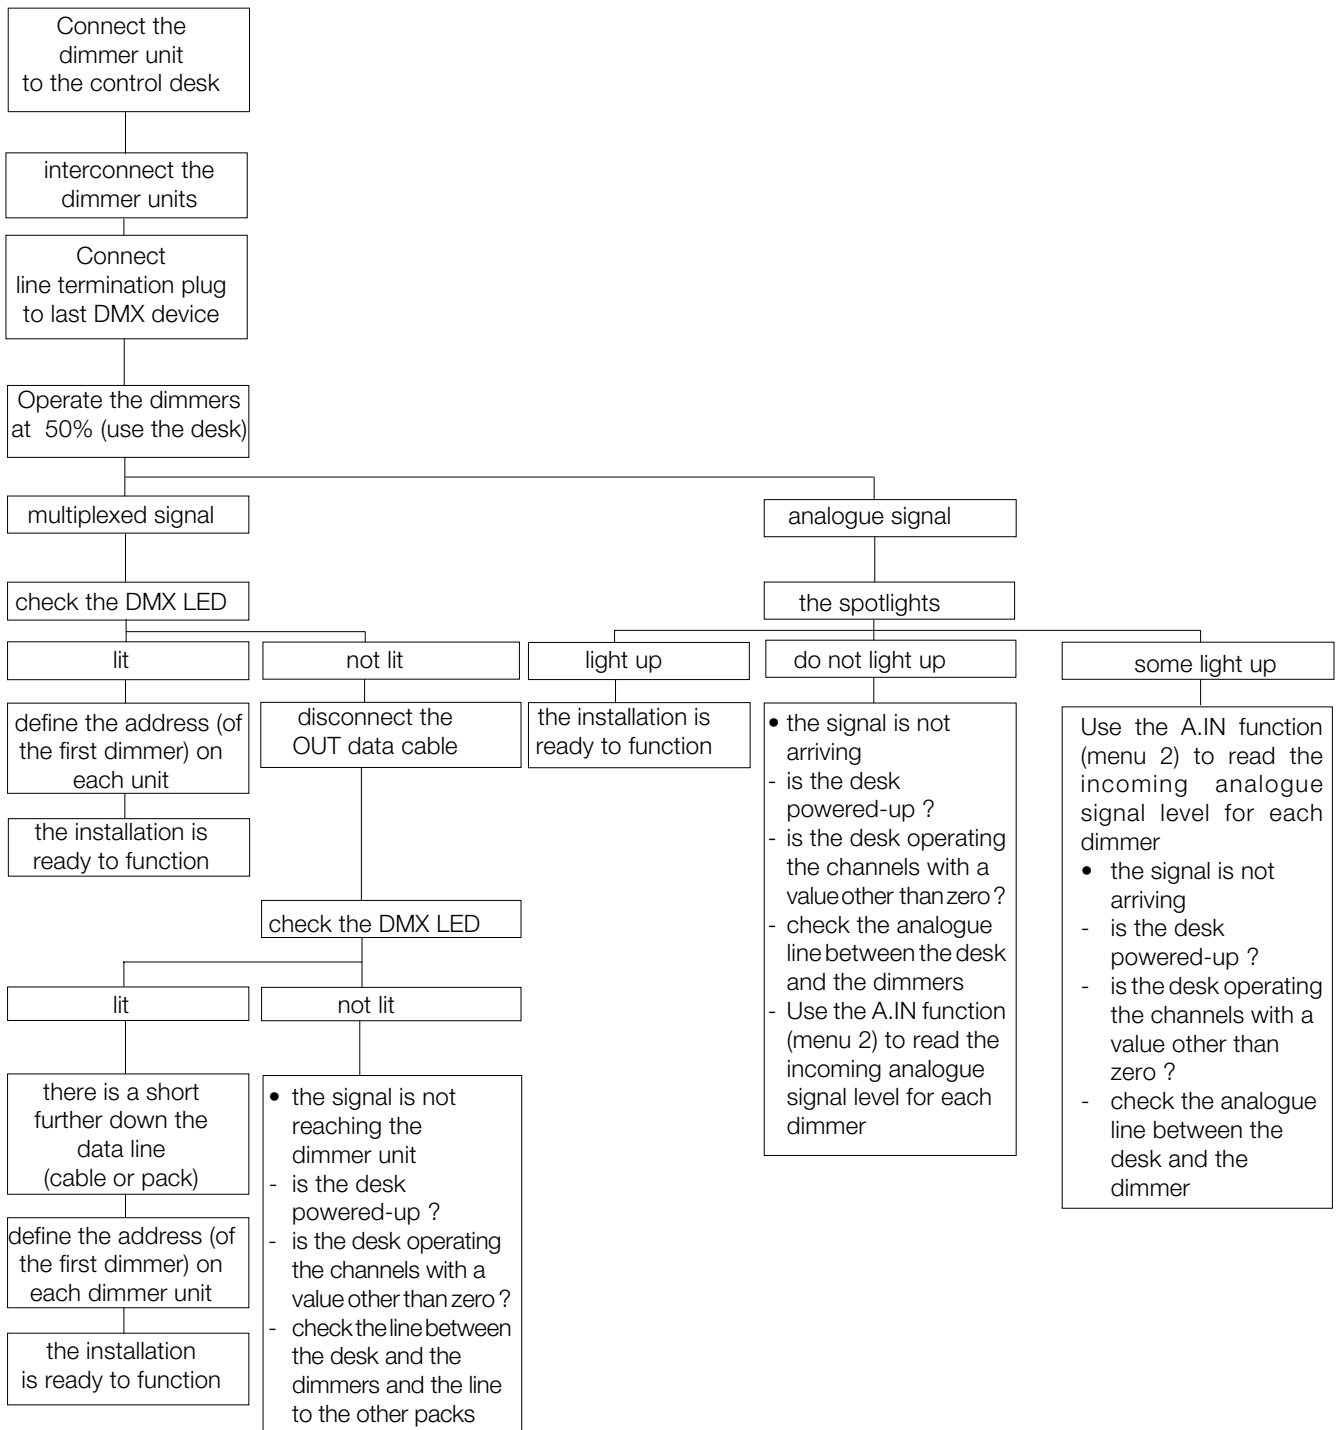 Connect the
dimmer unit
to the control desk
interconnect the
dimmer units
Connect
line termination plug
to last DMX device
Operate the dimmers
at 50% (use the desk)
multiplexed signal
analogue signal
check the DMX LED
the spotlights
lit
not lit
light up
do not light up
some light up
define the address (of
the first dimmer) on
each unit
the installation is
ready to function
disconnect the
OUT data cable
check the DMX LED
lit
not lit
there is a short
further down the
data line
(cable or pack)
define the address (of
the first dimmer) on
each dimmer unit
the installation
is ready to function
• the signal is not
reaching the
dimmer unit
- is the desk
powered-up ?
- is the desk operating
the channels with a
value other than zero ?
- check the line between
the desk and the
dimmers and the line
to the other packs
the installation is
ready to function
• the signal is not
arriving
- is the desk
powered-up ?
- is the desk operating
the channels with a
value other than zero ?
- check the analogue
line between the desk
and the dimmers
- Use the A.IN function
(menu 2) to read the
incoming analogue
signal level for each
dimmer
Use the A.IN function
(menu 2) to read the
incoming analogue
signal level for each
dimmer
• the signal is not
arriving
- is the desk
powered-up ?
- is the desk operating
the channels with a
value other than
zero ?
- check the analogue
line between the
desk and the
dimmer